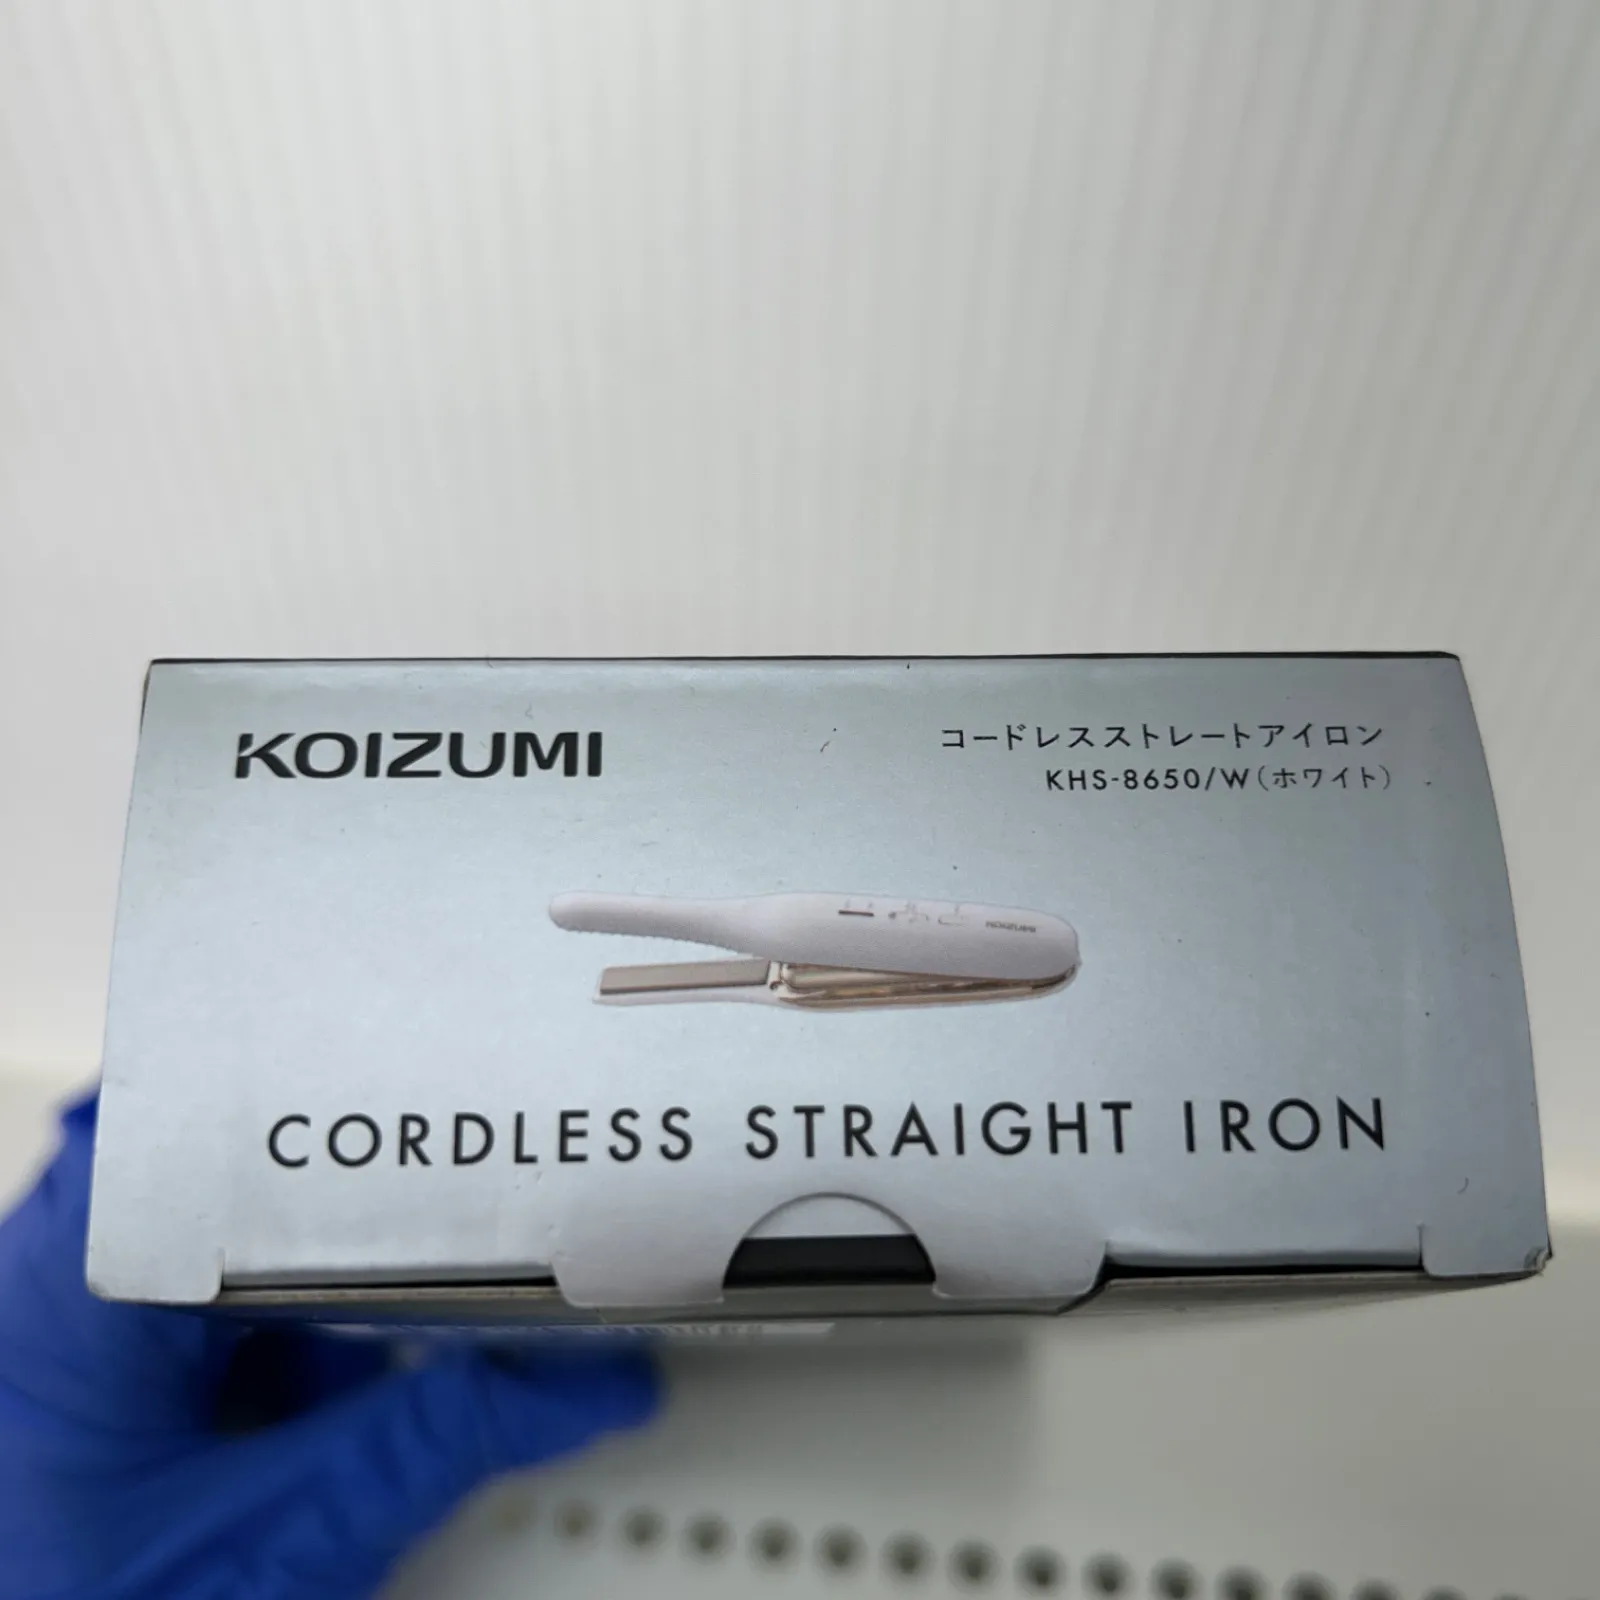 KOIZUMI
コードレスストレートアイロン
KHS-8650/W(ホワイト)
KOIZUMI
CORDLESS STRAIGHT IRON